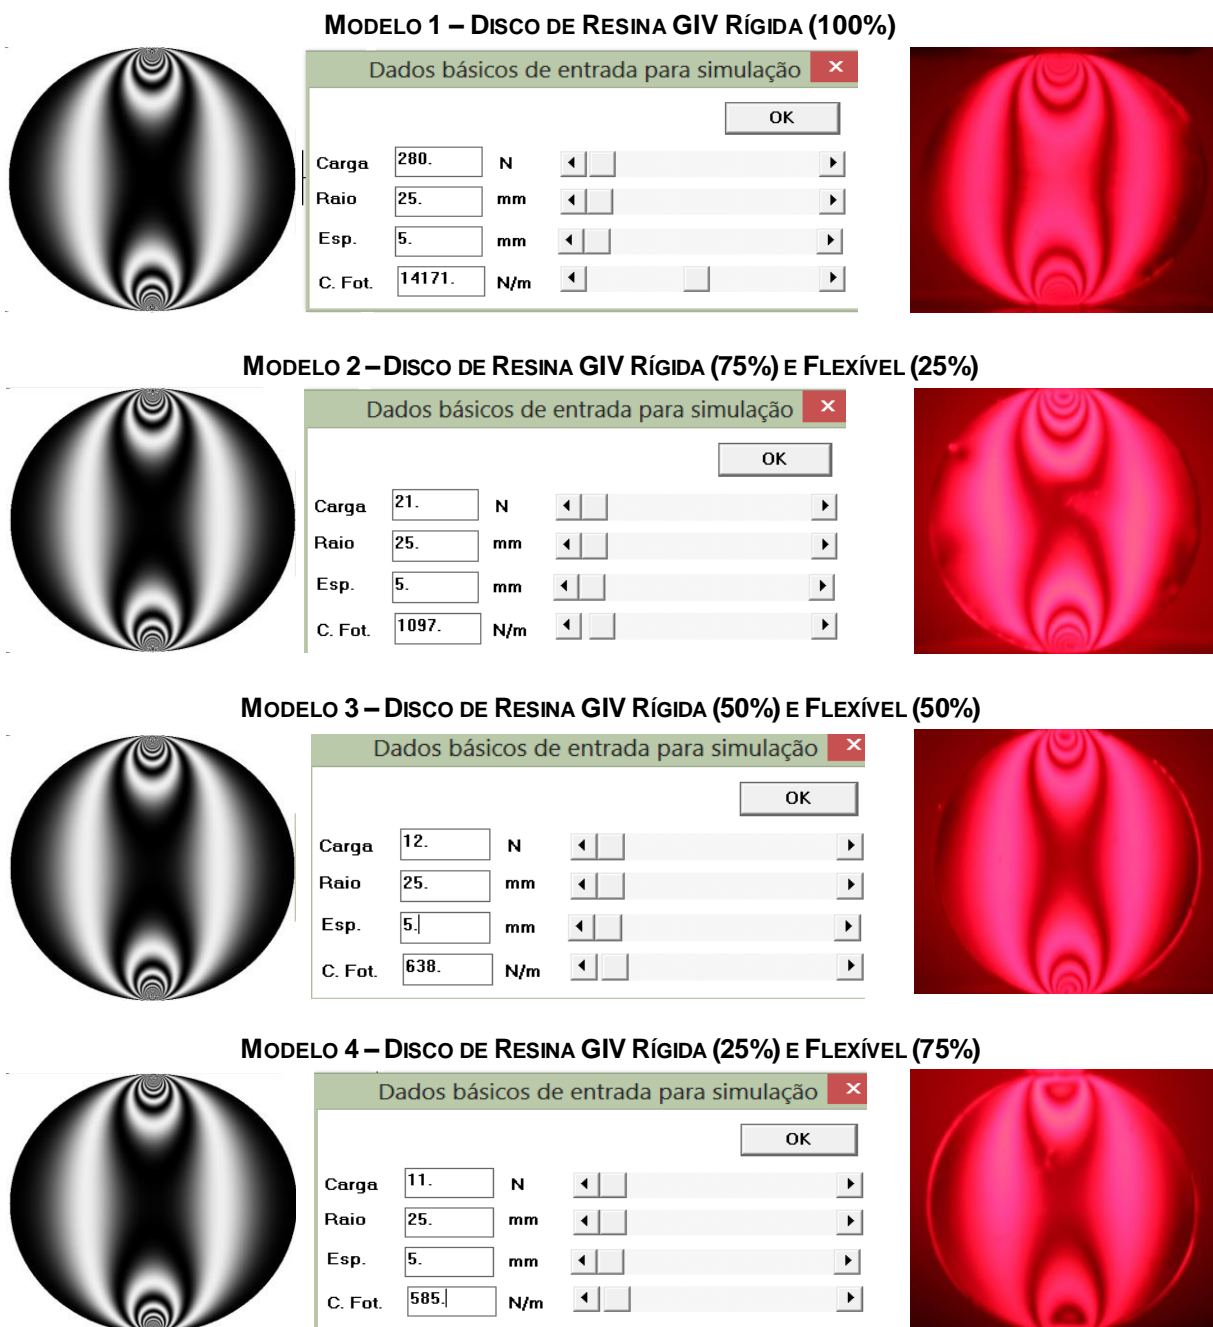 MODELO 1 – DISCO DE RESINA GIV RÍGIDA (100%)
Dados básicos de entrada para simulação ×
OK
Carga 280. N
Raio 25. mm
Esp. 5. mm
C. Fot. 14171. N/m
MODELO 2 – DISCO DE RESINA GIV RÍGIDA (75%) E FLEXÍVEL (25%)
Dados básicos de entrada para simulação ×
OK
Carga 21. N
Raio 25. mm
Esp. 5. mm
C. Fot. 1097. N/m
MODELO 3 – DISCO DE RESINA GIV RÍGIDA (50%) E FLEXÍVEL (50%)
Dados básicos de entrada para simulação ×
OK
Carga 12. N
Raio 25. mm
Esp. 5. mm
C. Fot. 638. N/m
MODELO 4 – DISCO DE RESINA GIV RÍGIDA (25%) E FLEXÍVEL (75%)
Dados básicos de entrada para simulação ×
OK
Carga 11. N
Raio 25. mm
Esp. 5. mm
C. Fot. 585. N/m